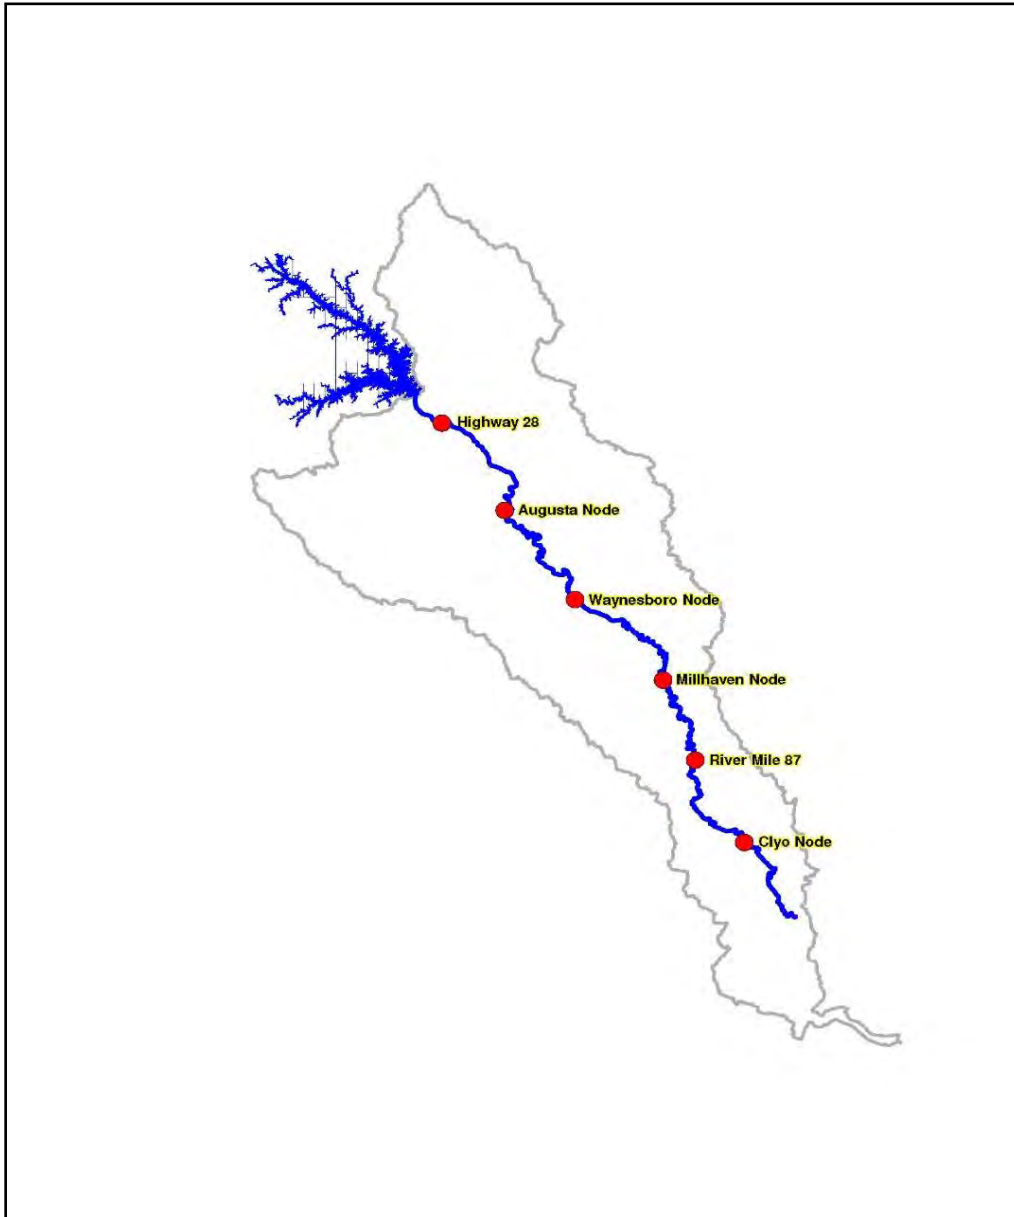 Highway 28
Augusta Node
Waynesboro Node
Millhaven Node
River Mile 87
Clyo Node